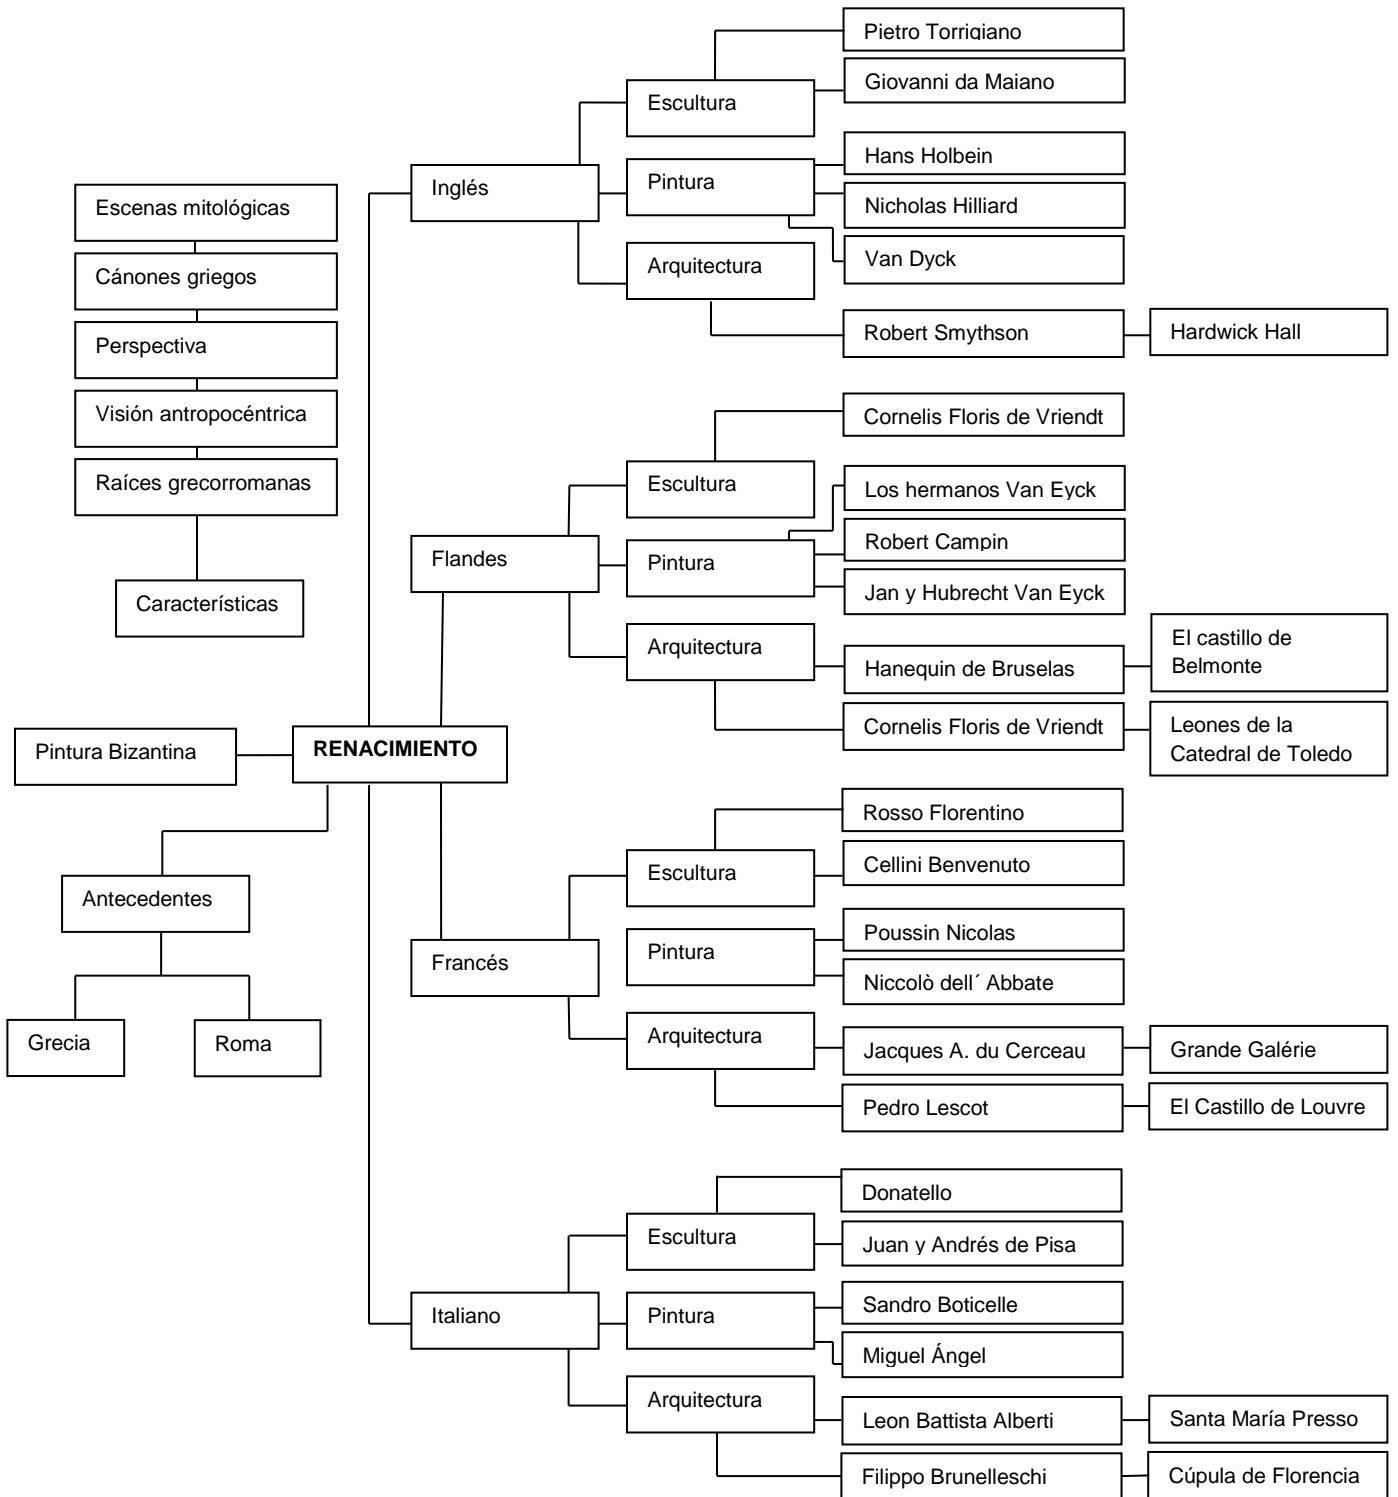 Pietro Torrigiano
Giovanni da Maiano
Escultura
Hans Holbein
Nicholas Hilliard
Van Dyck
Pintura
Inglés
Arquitectura
Robert Smythson
Hardwick Hall
Escenas mitológicas
Cánones griegos
Perspectiva
Visión antropocéntrica
Raíces grecorromanas
Características
Cornelis Floris de Vriendt
Escultura
Los hermanos Van Eyck
Robert Campin
Jan y Hubrecht Van Eyck
Pintura
Flandes
Arquitectura
Hanequin de Bruselas
El castillo de
Belmonte
Cornelis Floris de Vriendt
Leones de la
Catedral de Toledo
Pintura Bizantina
RENACIMIENTO
Antecedentes
Grecia
Roma
Rosso Florentino
Cellini Benvenuto
Escultura
Poussin Nicolas
Niccolò dell´ Abbate
Pintura
Francés
Arquitectura
Jacques A. du Cerceau
Grande Galérie
Pedro Lescot
El Castillo de Louvre
Donatello
Juan y Andrés de Pisa
Escultura
Sandro Boticelle
Miguel Ángel
Pintura
Italiano
Arquitectura
Leon Battista Alberti
Santa María Presso
Filippo Brunelleschi
Cúpula de Florencia